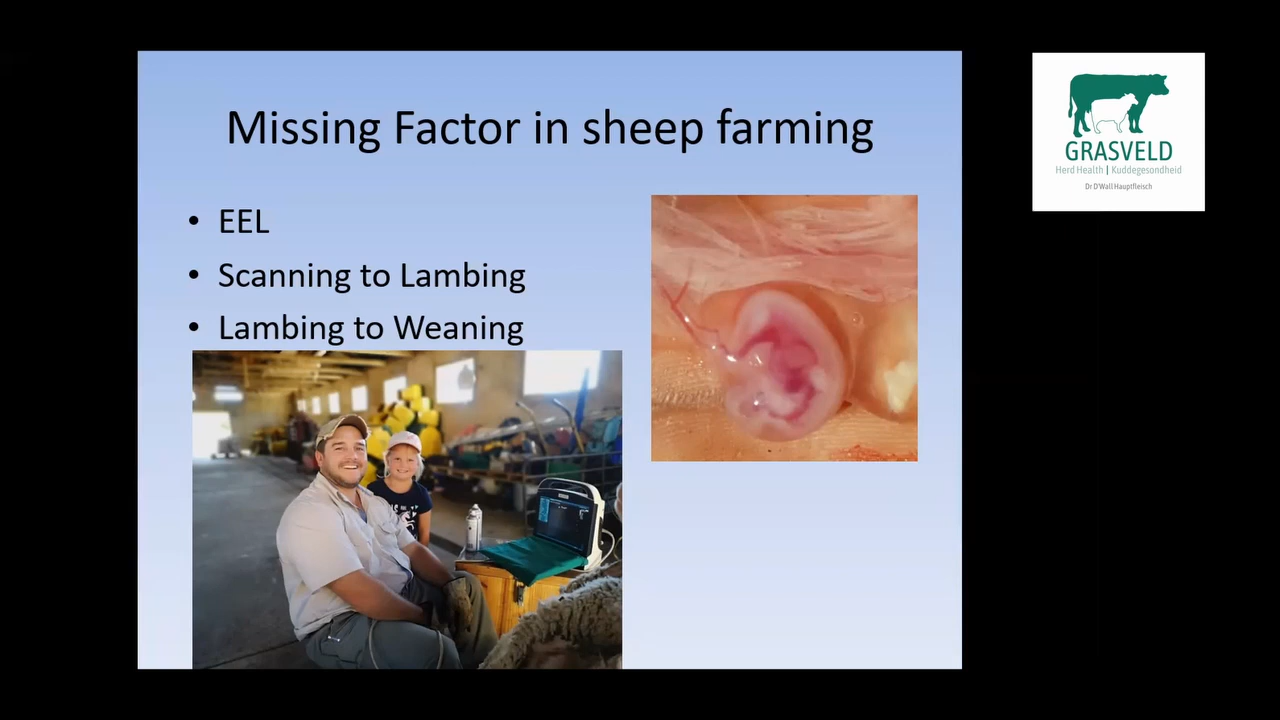 Missing Factor in sheep farming
• EEL
• Scanning to Lambing
• Lambing to Weaning
GRASVELD
Herd Health | Kuddegesondheid
Dr D'Wall Hauptfleisch